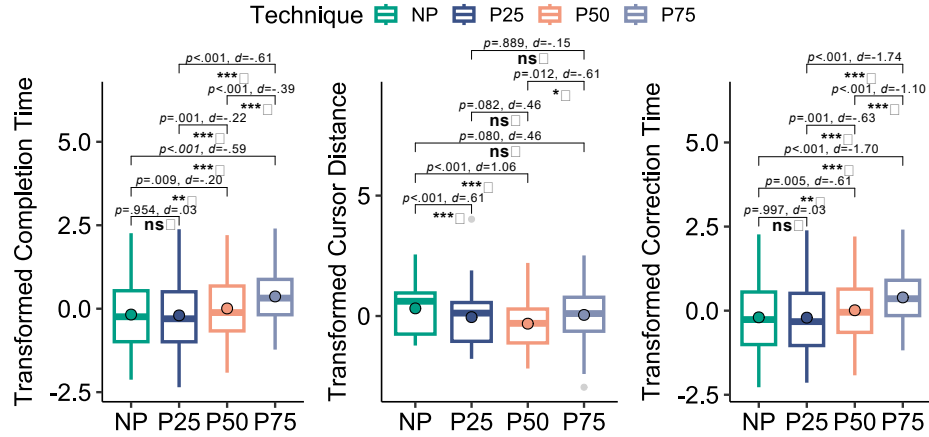 Technique NP P25 P50 P75
Transformed Completion Time
5.0
2.5
0.0
-2.5
p<.001, d=-.61
***
p<.001, d=-.39
***
p=.001, d=-.22
***
p<.001, d=-.59
***
p=.009, d=-.20
**
p=.954, d=.03
ns
NP P25 P50 P75
Transformed Cursor Distance
5
0
p=.889, d=-.15
ns
p=.012, d=-.61
*
p=.082, d=.46
ns
p=.080, d=.46
ns
p<.001, d=1.06
***
p<.001, d=.61
***
NP P25 P50 P75
Transformed Correction Time
5.0
2.5
0.0
-2.5
p<.001, d=-1.74
***
p<.001, d=-1.10
***
p=.001, d=-.63
***
p<.001, d=-1.70
***
p=.005, d=-.61
**
p=.997, d=.03
ns
NP P25 P50 P75